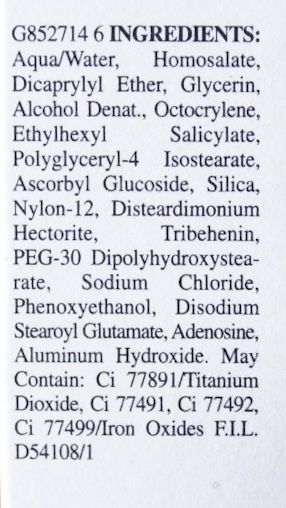 G852714 6 INGREDIENTS:
Aqua/Water, Homosalate,
Dicaprylyl Ether, Glycerin,
Alcohol Denat., Octocrylene,
Ethylhexyl Salicylate,
Polyglyceryl-4 Isostearate,
Ascorbyl Glucoside, Silica,
Nylon-12, Disteardimonium
Hectorite, Tribehenin,
PEG-30 Dipolyhydroxystea-
rate, Sodium Chloride,
Phenoxyethanol, Disodium
Stearoyl Glutamate, Adenosine,
Aluminum Hydroxide. May
Contain: Ci 77891/Titanium
Dioxide, Ci 77491, Ci 77492,
Ci 77499/Iron Oxides F.I.L.
D54108/1